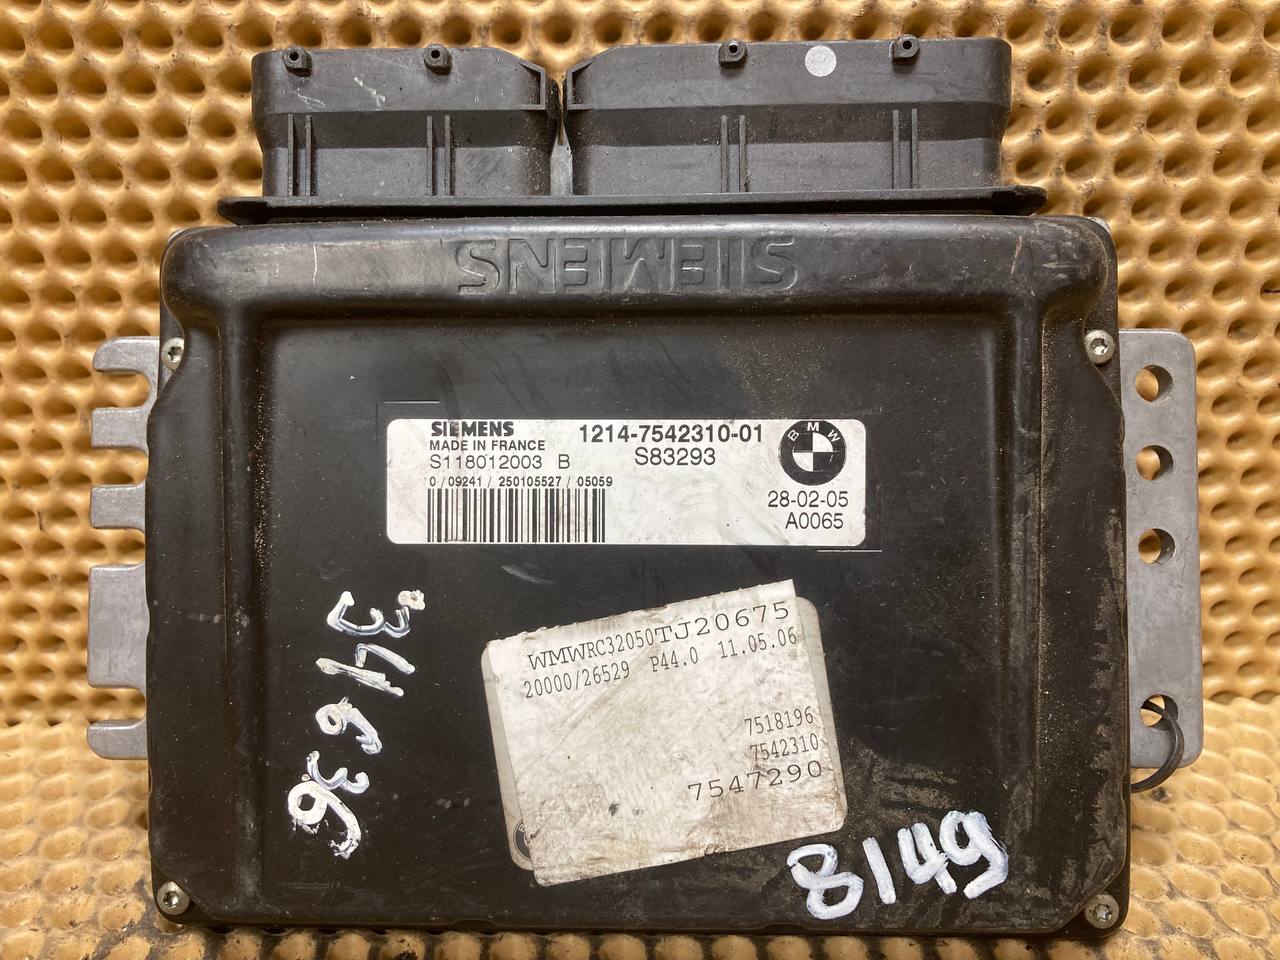 SIEMENS
SIEMENS
MADE IN FRANCE
S118012003 B
0 / 09241 / 250105527 / 05059
1214-7542310-01
S83293
BMW
28-02-05
A0065
WMWRC32050TJ20675
20000/26529 P44.0 11.05.06
7518196
7542310
7547290
8149